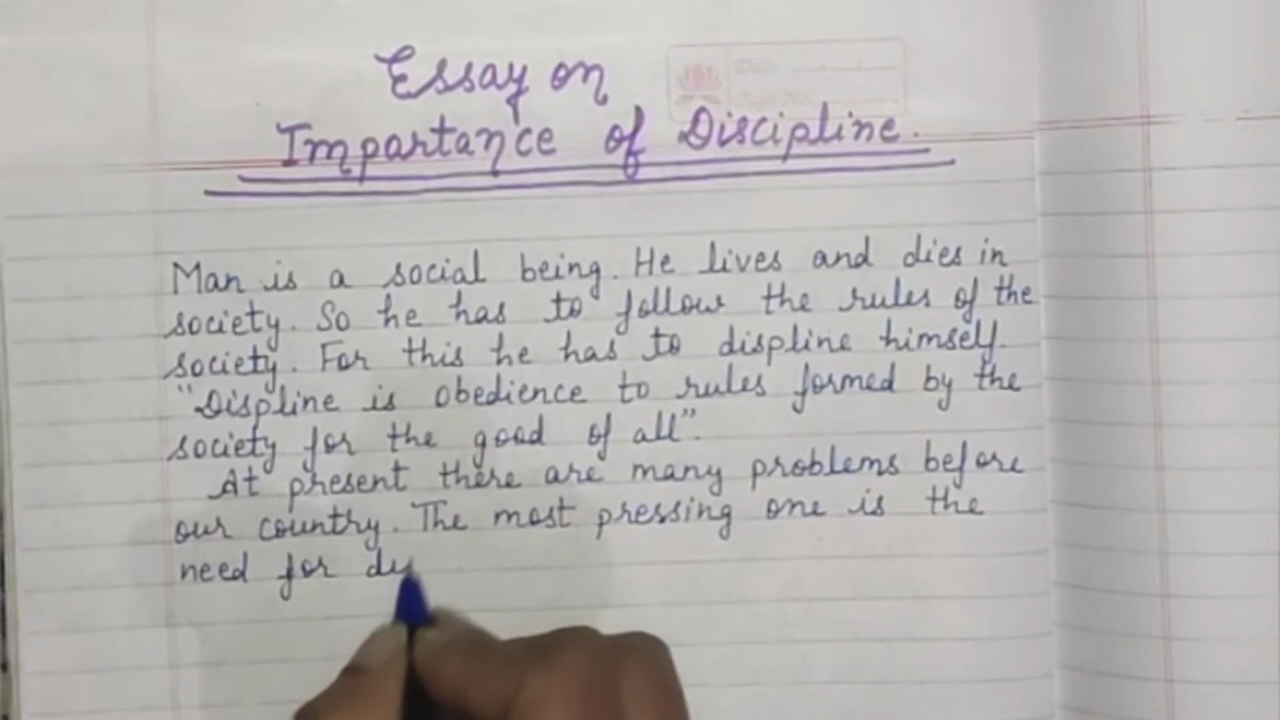 Essay on
Importance of Discipline.
Man is a social being. He lives and dies in
society. So he has to follow the rules of the
society. For this he has to displine himself.
"Displine is obedience to rules formed by the
society for the good of all".
At present there are many problems before
our country. The most pressing one is the
need for dis